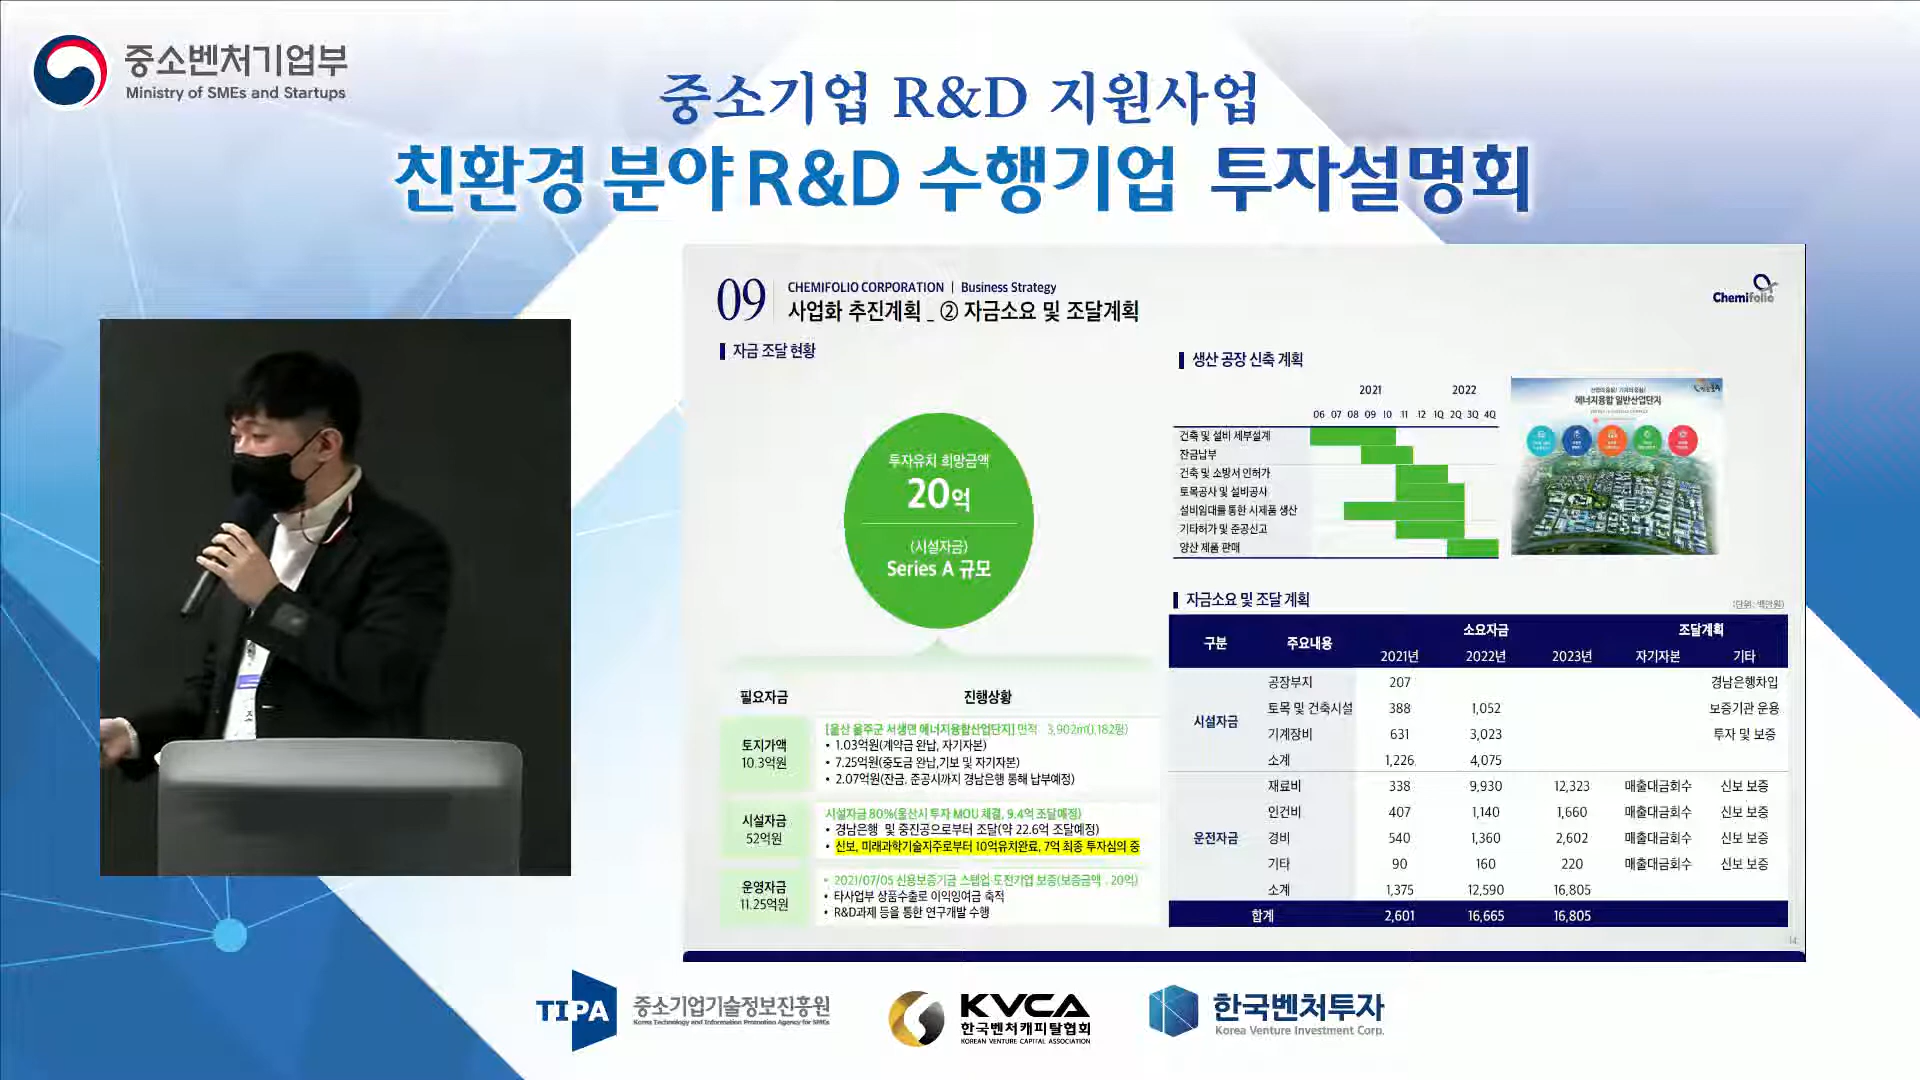 중소벤처기업부
Ministry of SMEs and Startups
중소기업 R&D 지원사업
친환경 분야 R&D 수행기업 투자설명회
09
CHEMIFOLIO CORPORATION | Business Strategy
사업화 추진계획 _ ② 자금소요 및 조달계획
Chemifolio
자금 조달 현황
투자유치 희망금액
20억
(시설자금)
Series A 규모
필요자금 진행상황
토지가액
10.3억원
[울산 울주군 서생면 에너지융합산업단지] 면적 3,902㎡(1,182평)
• 1.03억원(계약금 완납, 자기자본)
• 7.25억원(중도금 완납,기보 및 자기자본)
• 2.07억원(잔금. 준공시까지 경남은행 통해 납부예정)
시설자금
52억원
시설자금 80%(울산시 투자 MOU 체결, 9.4억 조달예정)
• 경남은행 및 중진공으로부터 조달(약 22.6억 조달예정)
• 신보, 미래과학기술지주로부터 10억유치완료, 7억 최종 투자심의 중
운영자금
11.25억원
• 2021/07/05 신용보증기금 스텝업 도전기업 보증(보증금액 : 20억)
• 타사업부 상품수출로 이익잉여금 축적
• R&D과제 등을 통한 연구개발 수행
생산 공장 신축 계획
2021 2022
06 07 08 09 10 11 12 1Q 2Q 3Q 4Q
건축 및 설비 세부설계
잔금납부
건축 및 소방서 인허가
토목공사 및 설비공사
설비임대를 통한 시제품 생산
기타허가 및 준공신고
양산 제품 판매
에너지융합 일반산업단지
자금소요 및 조달 계획
(단위: 백만원)
구분 주요내용 소요자금 조달계획
2021년 2022년 2023년 자기자본 기타
시설자금
공장부지 207 경남은행차입
토목 및 건축시설 388 1,052 보증기관 운용
기계장비 631 3,023 투자 및 보증
소계 1,226 4,075
운전자금
재료비 338 9,930 12,323 매출대금회수 신보 보증
인건비 407 1,140 1,660 매출대금회수 신보 보증
경비 540 1,360 2,602 매출대금회수 신보 보증
기타 90 160 220 매출대금회수 신보 보증
소계 1,375 12,590 16,805
합계 2,601 16,665 16,805
14
TIPA 중소기업기술정보진흥원
Korea Technology and Information Promotion Agency for SMEs
KVCA
한국벤처캐피탈협회
KOREAN VENTURE CAPITAL ASSOCIATION
한국벤처투자
Korea Venture Investment Corp.